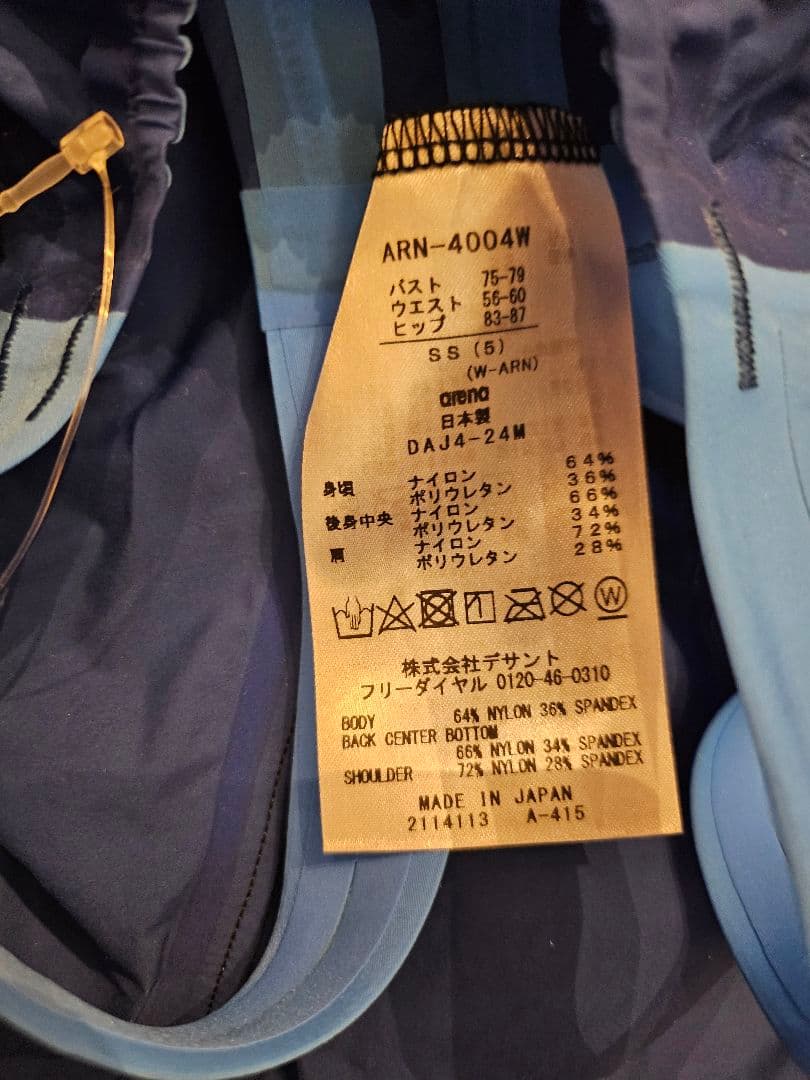 ARN-4004W
バスト 75-79
ウエスト 56-60
ヒップ 83-87
SS (5)
(W-ARN)
arena
日本製
DAJ4-24M
身頃 ナイロン 64%
ポリウレタン 36%
後身中央 ナイロン 66%
ポリウレタン 34%
肩 ナイロン 72%
ポリウレタン 28%
W
株式会社デサント
フリーダイヤル 0120-46-0310
BODY 64% NYLON 36% SPANDEX
BACK CENTER BOTTOM
66% NYLON 34% SPANDEX
SHOULDER 72% NYLON 28% SPANDEX
MADE IN JAPAN
2114113 A-415